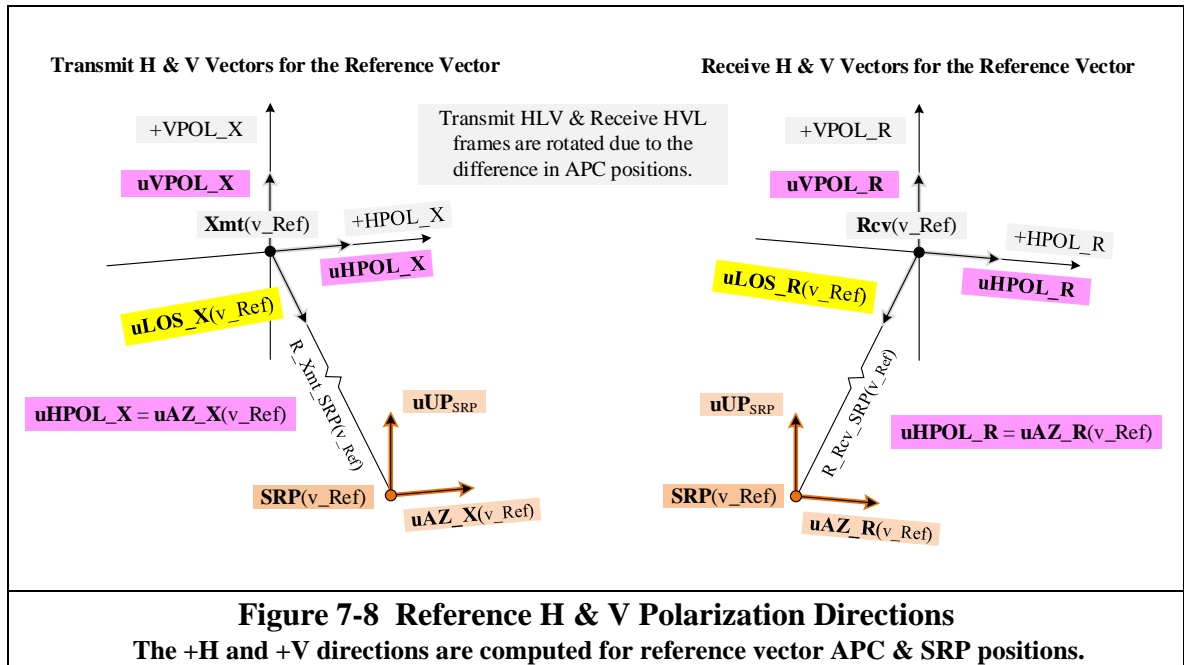 Transmit H & V Vectors for the Reference Vector
+VPOL_X
uVPOL_X
Xmt(v_Ref)
+HPOL_X
uHPOL_X
uLOS_X(v_Ref)
R_Xmt_SRP(v_Ref)
uHPOL_X = uAZ_X(v_Ref)
uUPSRP
SRP(v_Ref)
uAZ_X(v_Ref)
Transmit HLV & Receive HVL
frames are rotated due to the
difference in APC positions.
Receive H & V Vectors for the Reference Vector
+VPOL_R
uVPOL_R
Rcv(v_Ref)
+HPOL_R
uHPOL_R
uLOS_R(v_Ref)
R_Rcv_SRP(v_Ref)
uUPSRP
uHPOL_R = uAZ_R(v_Ref)
SRP(v_Ref)
uAZ_R(v_Ref)
Figure 7-8 Reference H & V Polarization Directions
The +H and +V directions are computed for reference vector APC & SRP positions.